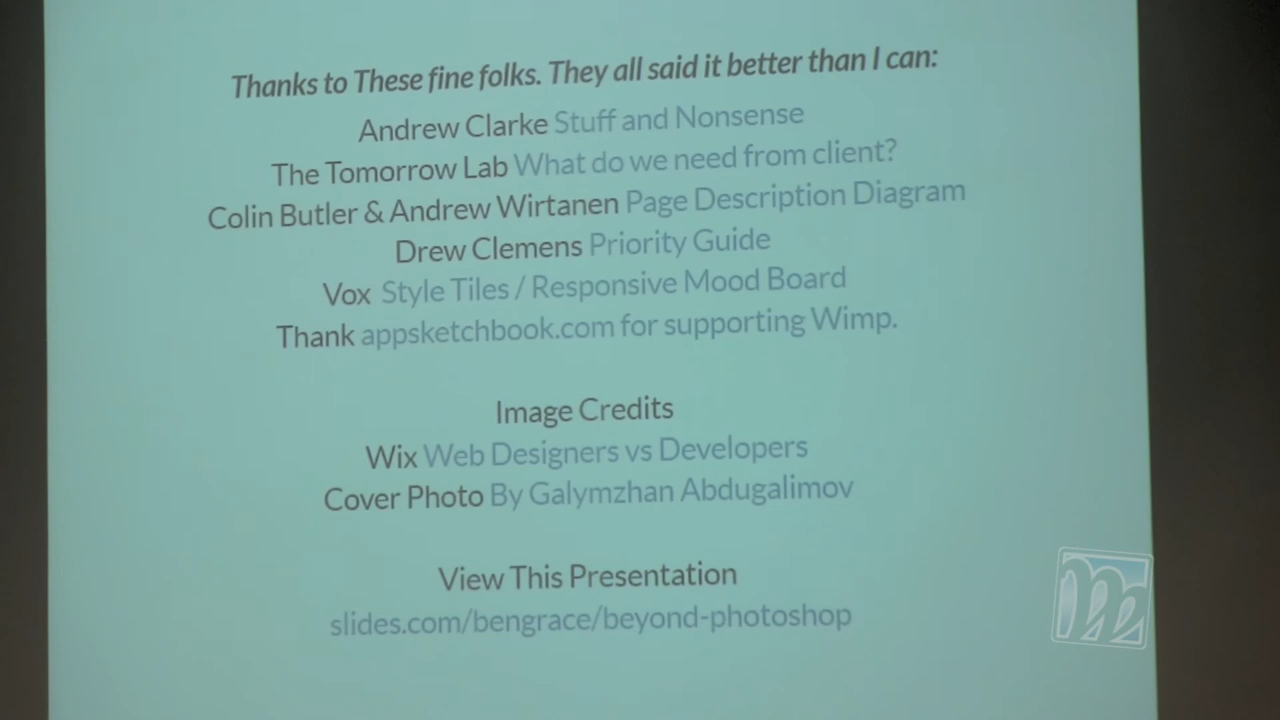 Thanks to These fine folks. They all said it better than I can:
Andrew Clarke Stuff and Nonsense
The Tomorrow Lab What do we need from client?
Colin Butler & Andrew Wirtanen Page Description Diagram
Drew Clemens Priority Guide
Vox Style Tiles / Responsive Mood Board
Thank appsketchbook.com for supporting Wimp.
Image Credits
Wix Web Designers vs Developers
Cover Photo By Galymzhan Abdugalimov
View This Presentation
slides.com/bengrace/beyond-photoshop